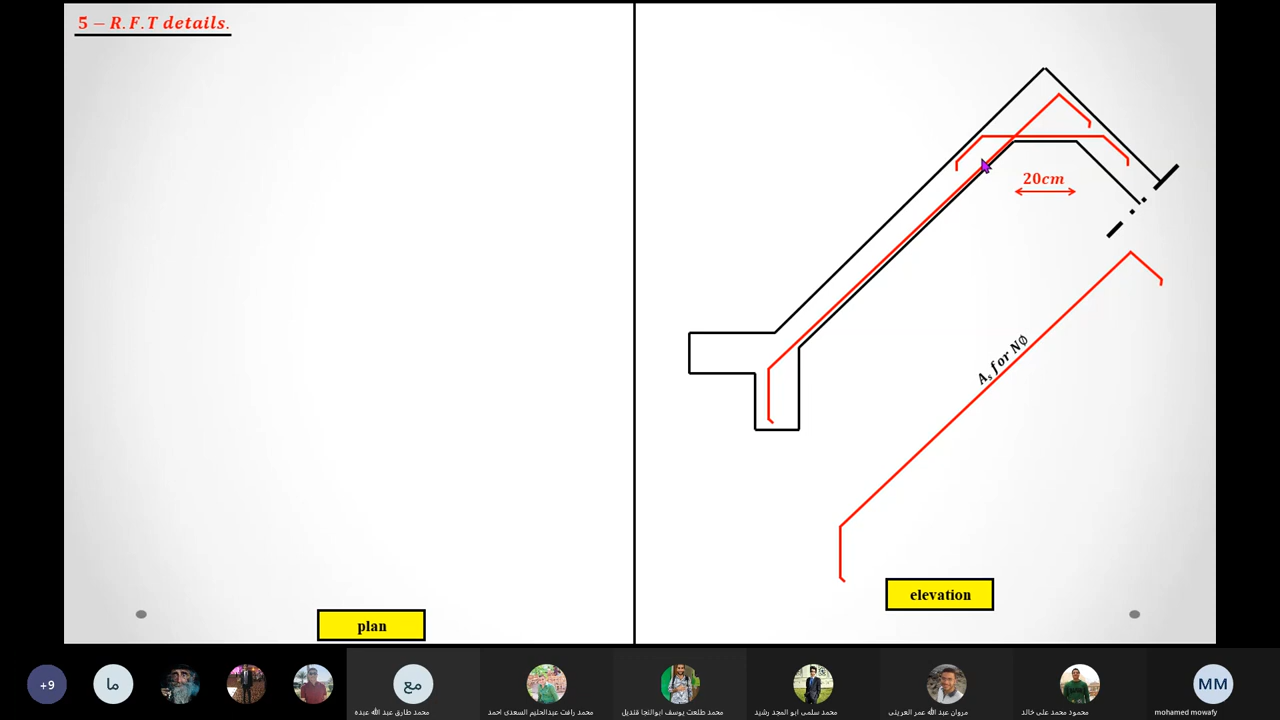 5 – R.F.T details.
20cm
Aₛ for NØ
elevation
plan
+9
ما
مع
MM
محمد طارق عبد الله عبده
محمد رافت عبدالحليم السعدى احمد
محمد طلعت يوسف ابوالنجا قنديل
محمد سلمى ابو المجد رشيد
مروان عبد الله عمر العرينى
محمود محمد على خالد
mohamed mowafy